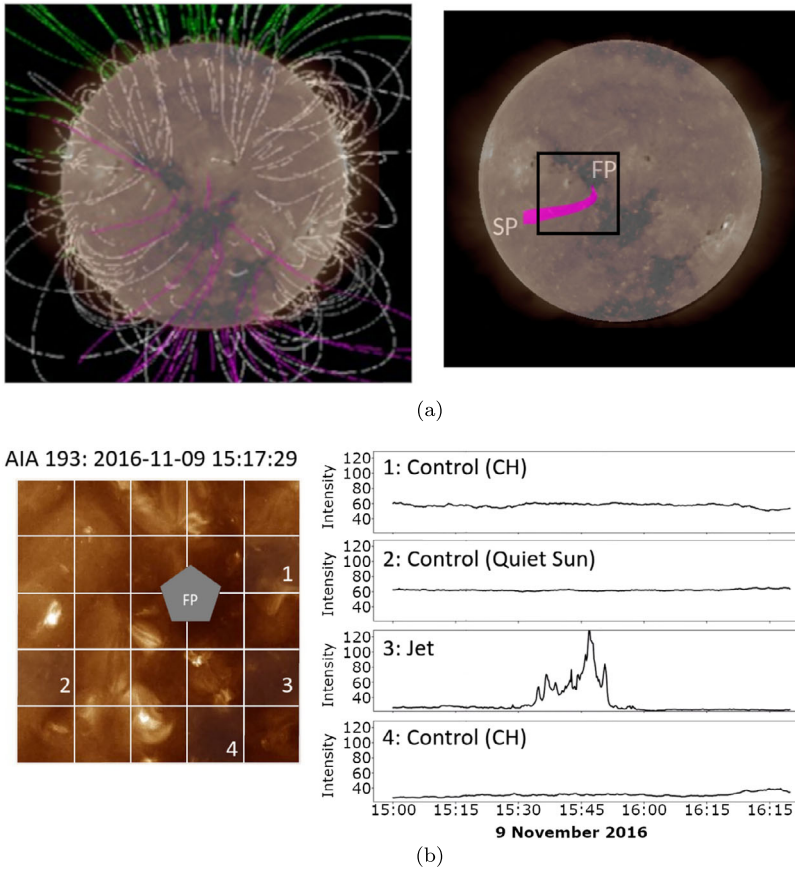 FP
SP
(a)
AIA 193: 2016-11-09 15:17:29
1
FP
2
3
4
Intensity
120
100
80
60
40
1: Control (CH)
Intensity
120
100
80
60
40
2: Control (Quiet Sun)
Intensity
120
100
80
60
40
3: Jet
Intensity
120
100
80
60
40
4: Control (CH)
15:00 15:15 15:30 15:45 16:00 16:15
9 November 2016
(b)